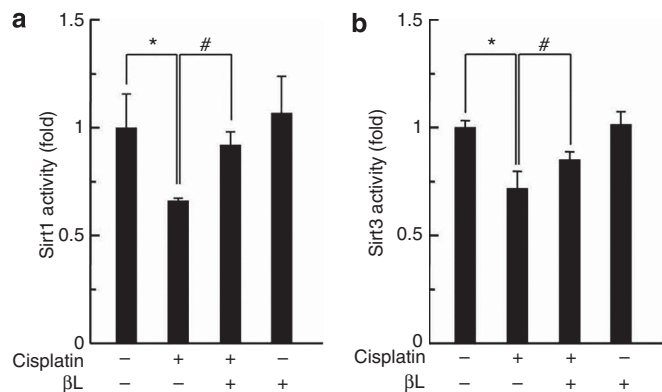 a
1.5
1
0.5
0
Sirt1 activity (fold)
* #
Cisplatin − + + −
βL − − + +
b
1.5
1
0.5
0
Sirt3 activity (fold)
* #
Cisplatin − + + −
βL − − + +